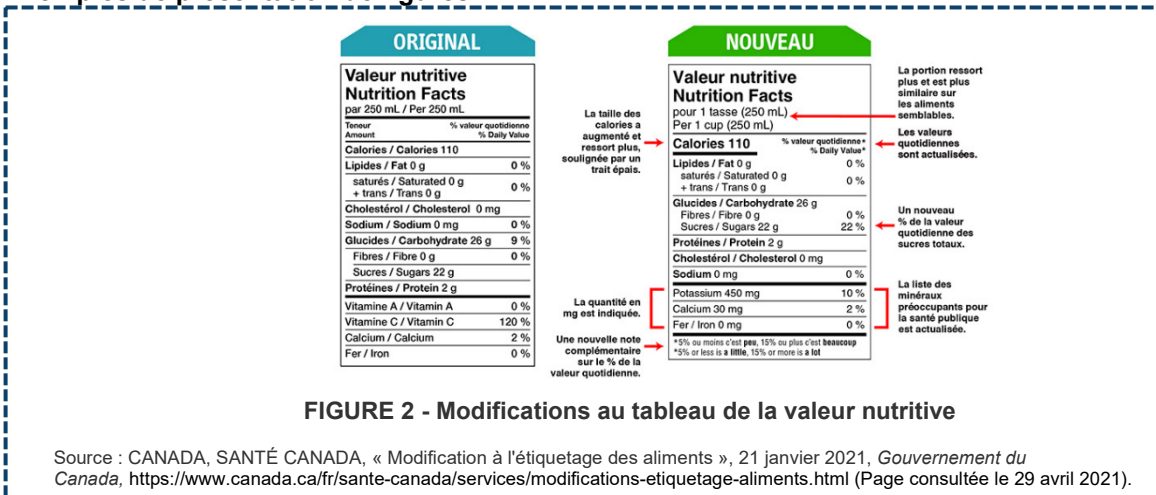 ORIGINAL
Valeur nutritive
Nutrition Facts
par 250 mL / Per 250 mL
Teneur % valeur quotidienne
Amount % Daily Value
Calories / Calories 110
Lipides / Fat 0 g 0 %
saturés / Saturated 0 g
+ trans / Trans 0 g 0 %
Cholestérol / Cholesterol 0 mg
Sodium / Sodium 0 mg 0 %
Glucides / Carbohydrate 26 g 9 %
Fibres / Fibre 0 g 0 %
Sucres / Sugars 22 g
Protéines / Protein 2 g
Vitamine A / Vitamin A 0 %
Vitamine C / Vitamin C 120 %
Calcium / Calcium 2 %
Fer / Iron 0 %
La taille des
calories a
augmenté et
ressort plus,
soulignée par un
trait épais.
La quantité en
mg est indiquée.
Une nouvelle note
complémentaire
sur le % de la
valeur quotidienne.
NOUVEAU
Valeur nutritive
Nutrition Facts
pour 1 tasse (250 mL)
Per 1 cup (250 mL)
Calories 110 % valeur quotidienne*
% Daily Value*
Lipides / Fat 0 g 0 %
saturés / Saturated 0 g
+ trans / Trans 0 g 0 %
Glucides / Carbohydrate 26 g
Fibres / Fibre 0 g 0 %
Sucres / Sugars 22 g 22 %
Protéines / Protein 2 g
Cholestérol / Cholesterol 0 mg
Sodium 0 mg 0 %
Potassium 450 mg 10 %
Calcium 30 mg 2 %
Fer / Iron 0 mg 0 %
*5% ou moins c'est peu, 15% ou plus c'est beaucoup
*5% or less is a little, 15% or more is a lot
La portion ressort
plus et est plus
similaire sur
les aliments
semblables.
Les valeurs
quotidiennes
sont actualisées.
Un nouveau
% de la valeur
quotidienne des
sucres totaux.
La liste des
minéraux
préoccupants pour
la santé publique
est actualisée.
FIGURE 2 - Modifications au tableau de la valeur nutritive
Source : CANADA, SANTÉ CANADA, « Modification à l'étiquetage des aliments », 21 janvier 2021, Gouvernement du
Canada, https://www.canada.ca/fr/sante-canada/services/modifications-etiquetage-aliments.html (Page consultée le 29 avril 2021).